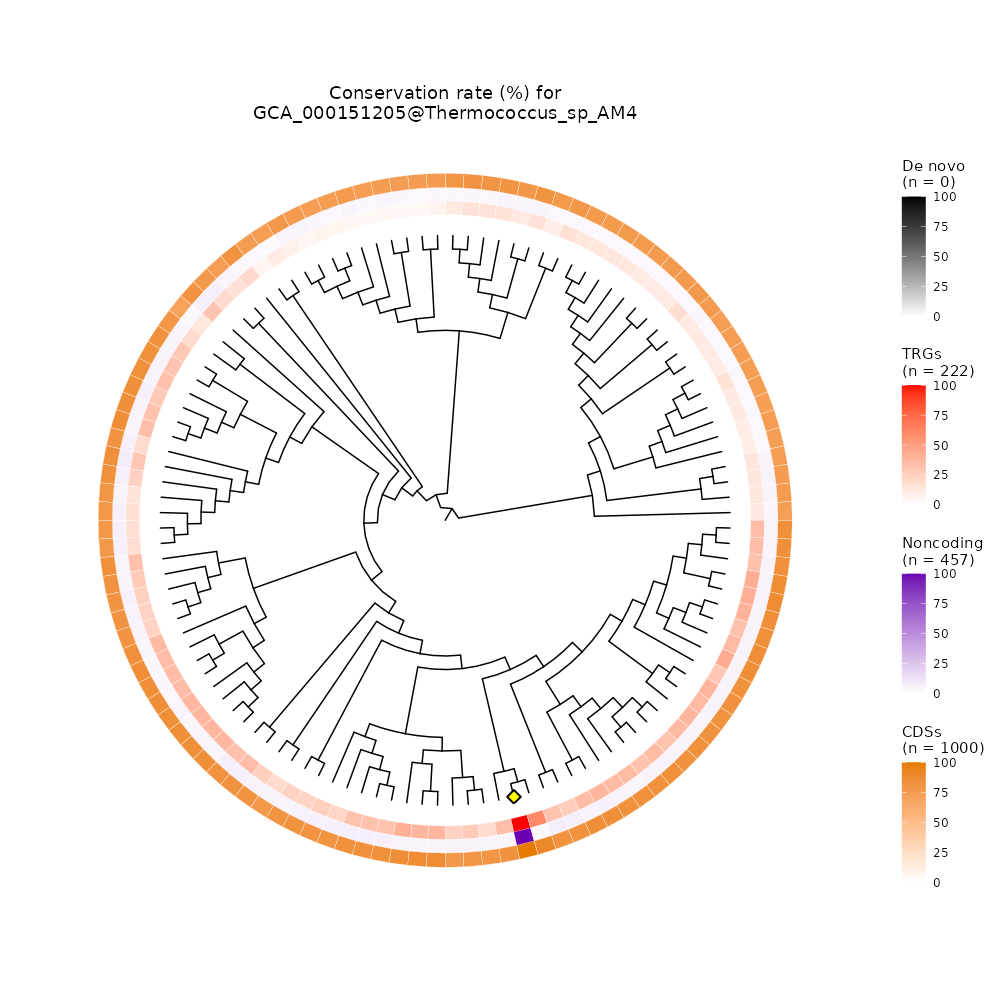 Conservation rate (%) for
GCA_000151205@Thermococcus_sp_AM4
De novo
(n = 0)
100
75
50
25
0
TRGs
(n = 222)
100
75
50
25
0
Noncoding
(n = 457)
100
75
50
25
0
CDSs
(n = 1000)
100
75
50
25
0